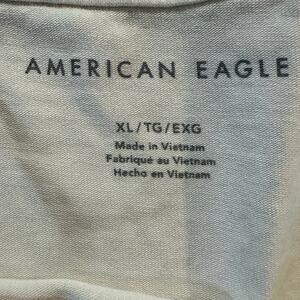 AMERICAN EAGLE
XL/TG/EXG
Made in Vietnam
Fabriqué au Vietnam
Hecho en Vietnam